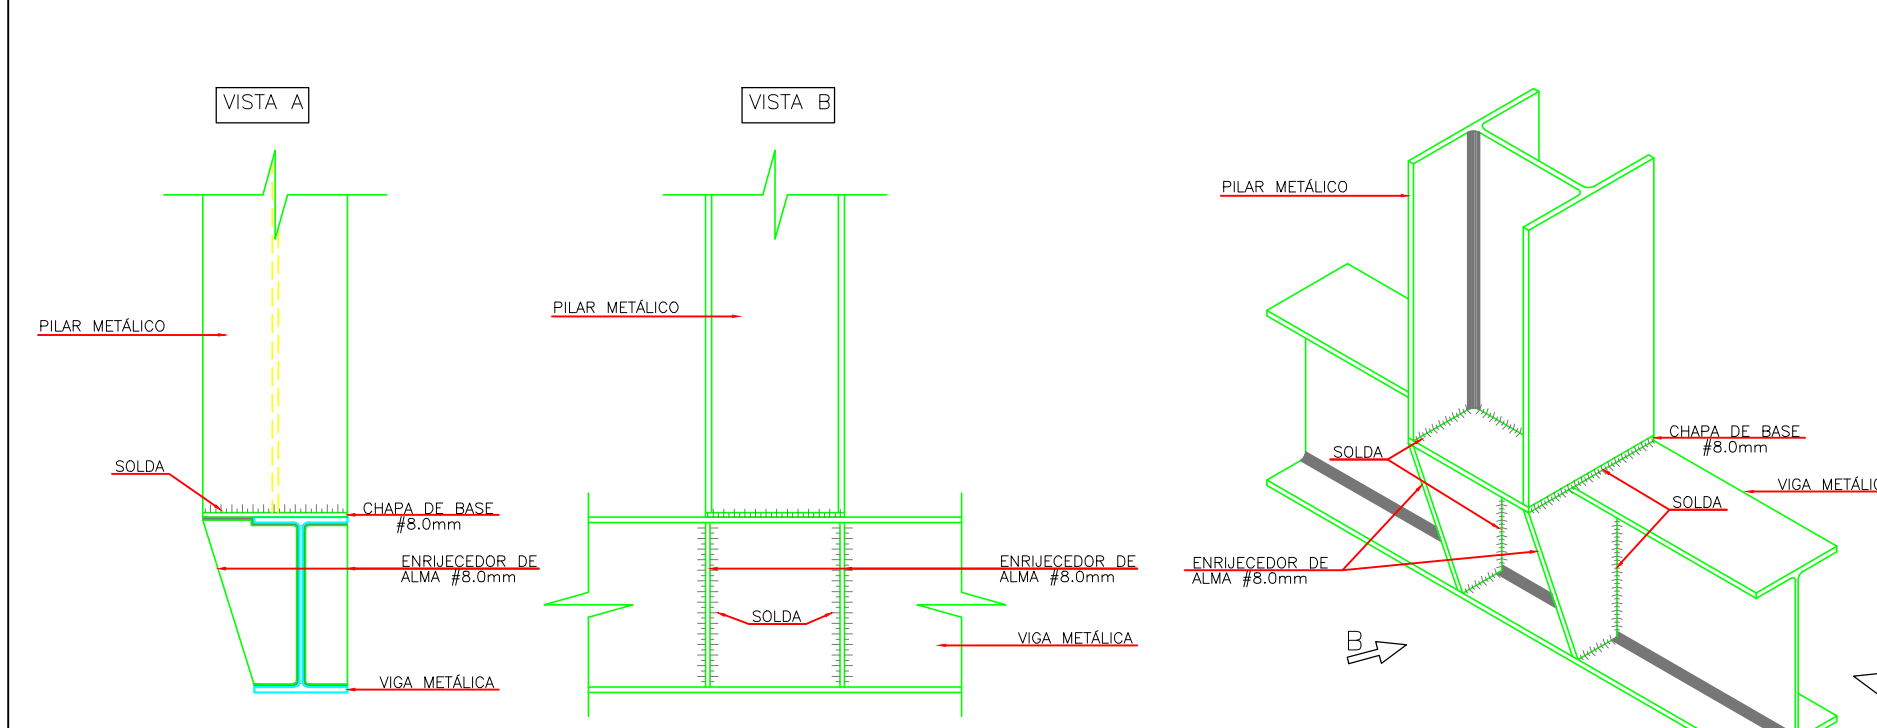 VISTA A
PILAR METÁLICO
SOLDA
CHAPA DE BASE
#8.0mm
ENRIJECEDOR DE
ALMA #8.0mm
VIGA METÁLICA
VISTA B
PILAR METÁLICO
ENRIJECEDOR DE
ALMA #8.0mm
SOLDA
VIGA METÁLICA
PILAR METÁLICO
SOLDA
CHAPA DE BASE
#8.0mm
VIGA
SOLDA
ENRIJECEDOR DE
ALMA #8.0mm
B